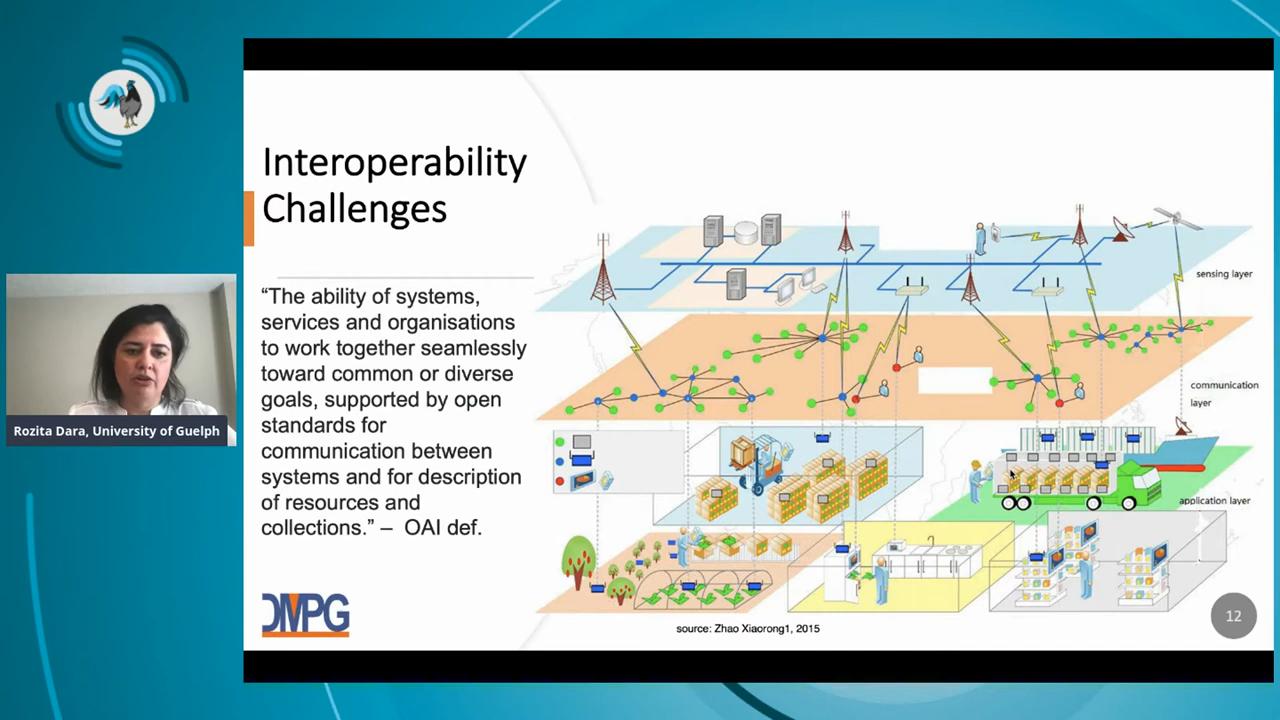 Interoperability
Challenges
“The ability of systems,
services and organisations
to work together seamlessly
toward common or diverse
goals, supported by open
standards for
communication between
systems and for description
of resources and
collections.” – OAI def.
DMPG
sensing layer
communication
layer
application layer
source: Zhao Xiaorong1, 2015
12
Rozita Dara, University of Guelph